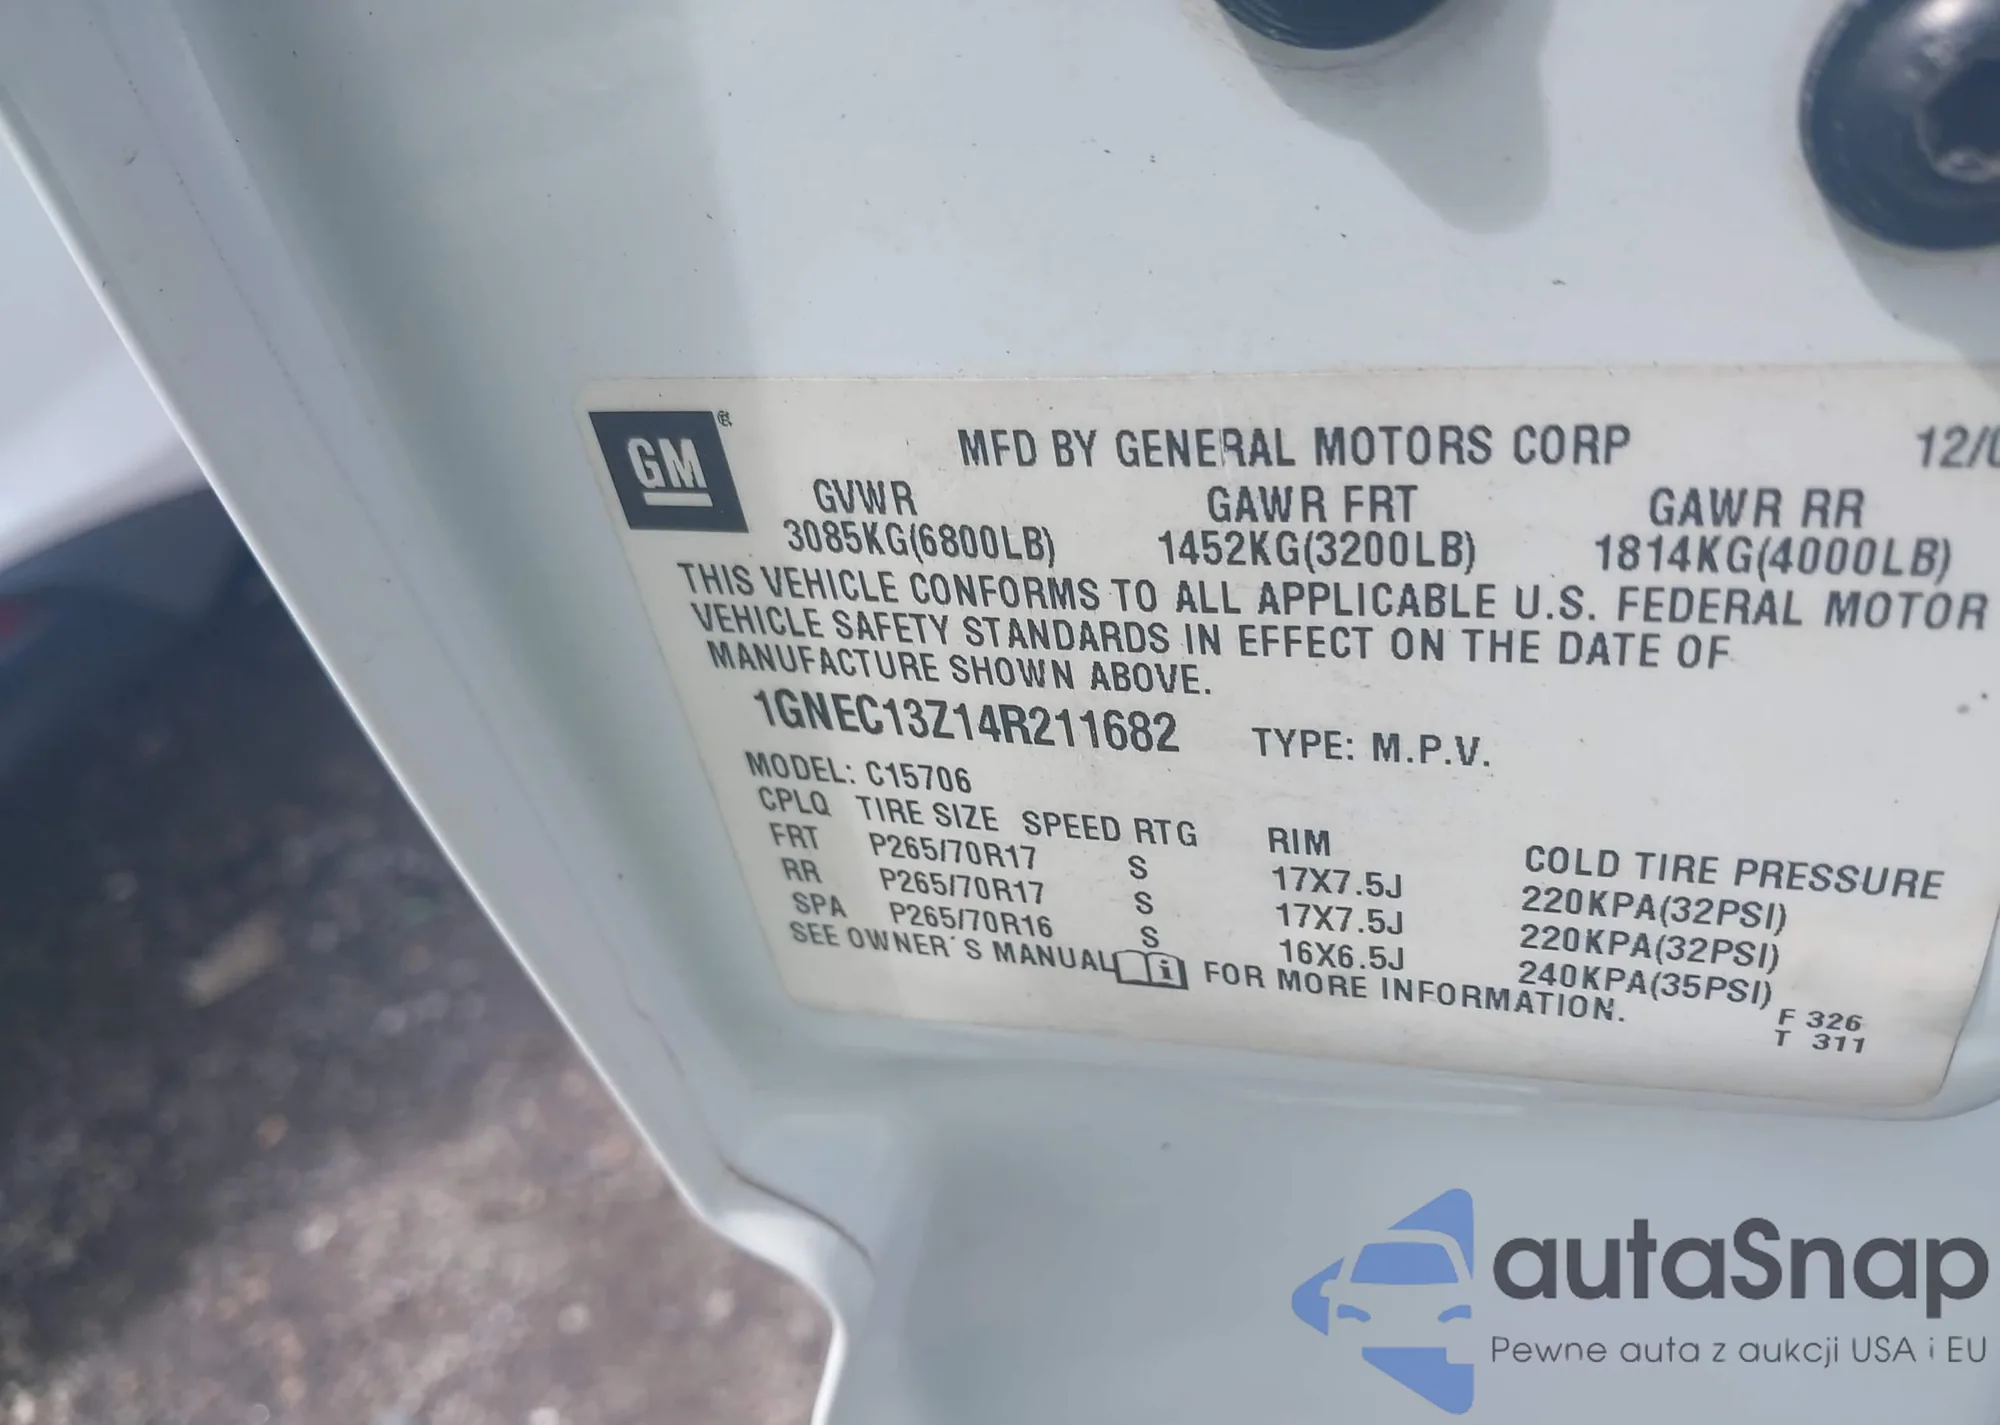 GM ®
MFD BY GENERAL MOTORS CORP 12/0
GVWR GAWR FRT GAWR RR
3085KG(6800LB) 1452KG(3200LB) 1814KG(4000LB)
THIS VEHICLE CONFORMS TO ALL APPLICABLE U.S. FEDERAL MOTOR
VEHICLE SAFETY STANDARDS IN EFFECT ON THE DATE OF
MANUFACTURE SHOWN ABOVE.
1GNEC13Z14R211682 TYPE: M.P.V.
MODEL: C15706
CPLQ TIRE SIZE SPEED RTG RIM COLD TIRE PRESSURE
FRT P265/70R17 S 17X7.5J 220KPA(32PSI)
RR P265/70R17 S 17X7.5J 220KPA(32PSI)
SPA P265/70R16 S 16X6.5J 240KPA(35PSI)
SEE OWNER'S MANUAL i FOR MORE INFORMATION.
F 326
T 311
autaSnap
Pewne auta z aukcji USA i EU